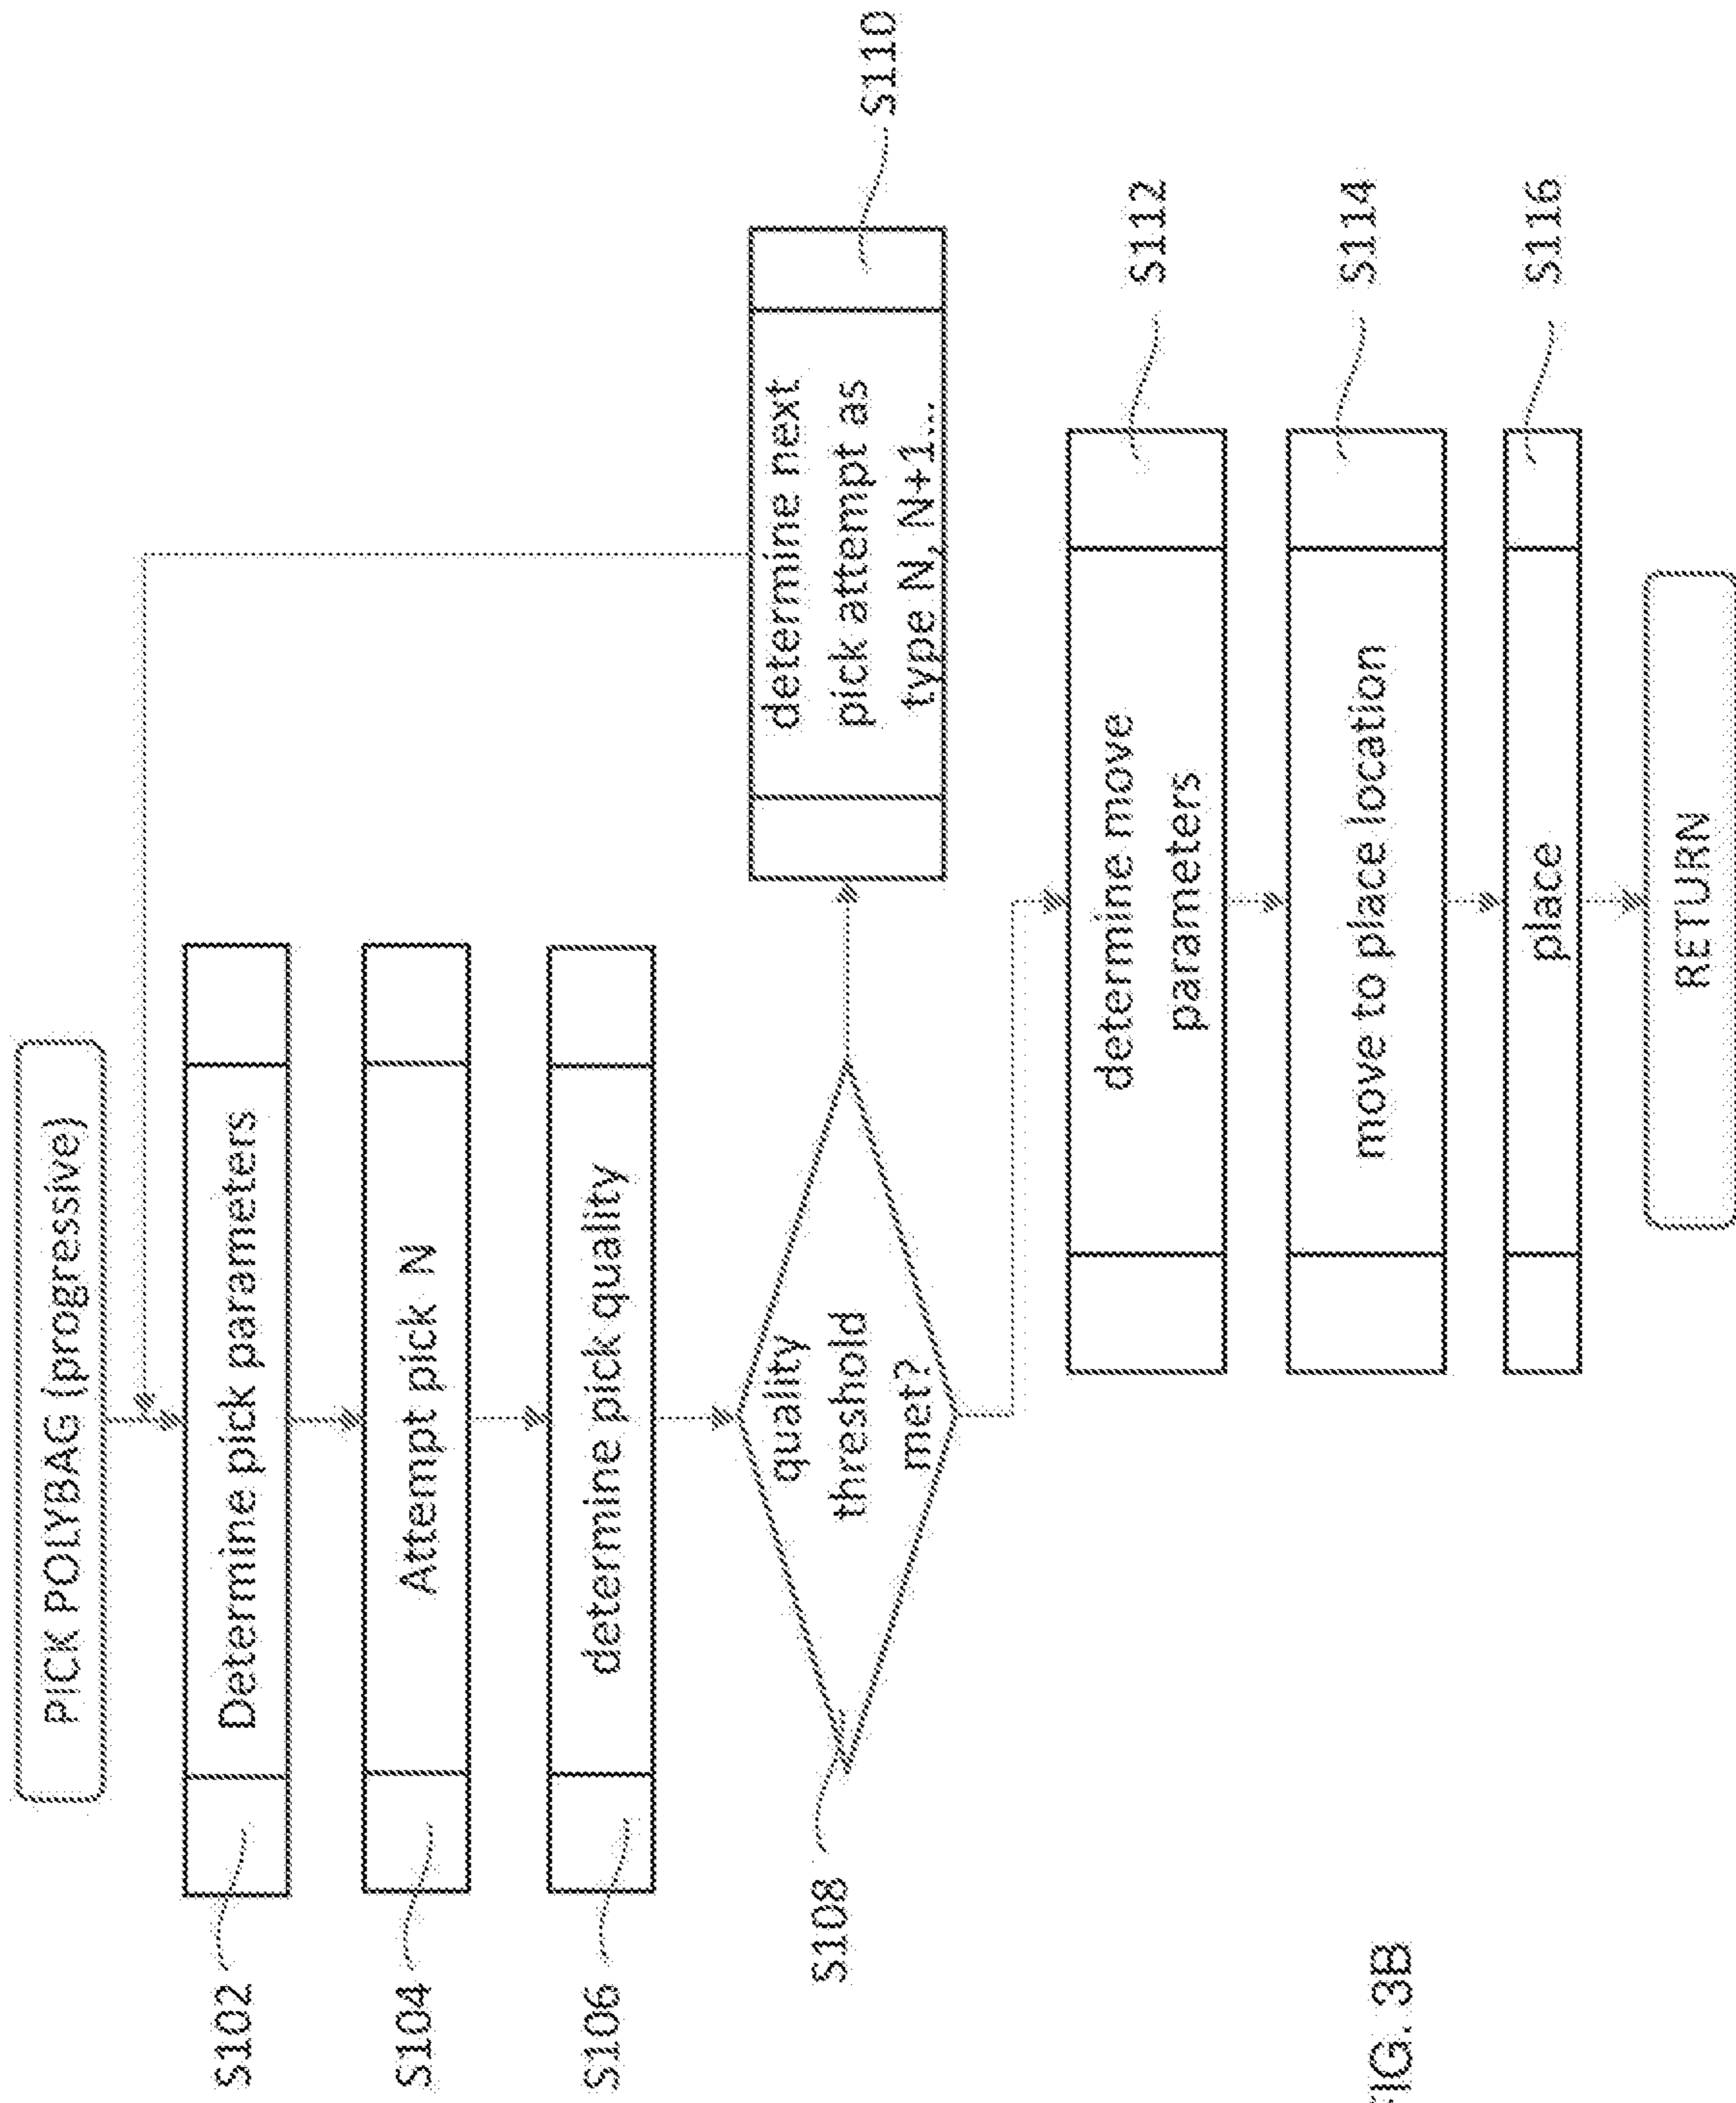 PICK POLYBAG (progressive)
S102
Determine pick parameters
S104
Attempt pick N
S106
determine pick quality
S108
quality
threshold
met?
determine next
pick attempt as
type N, N+1...
S110
determine move
parameters
S112
move to place location
S114
place
S116
RETURN
FIG. 3B